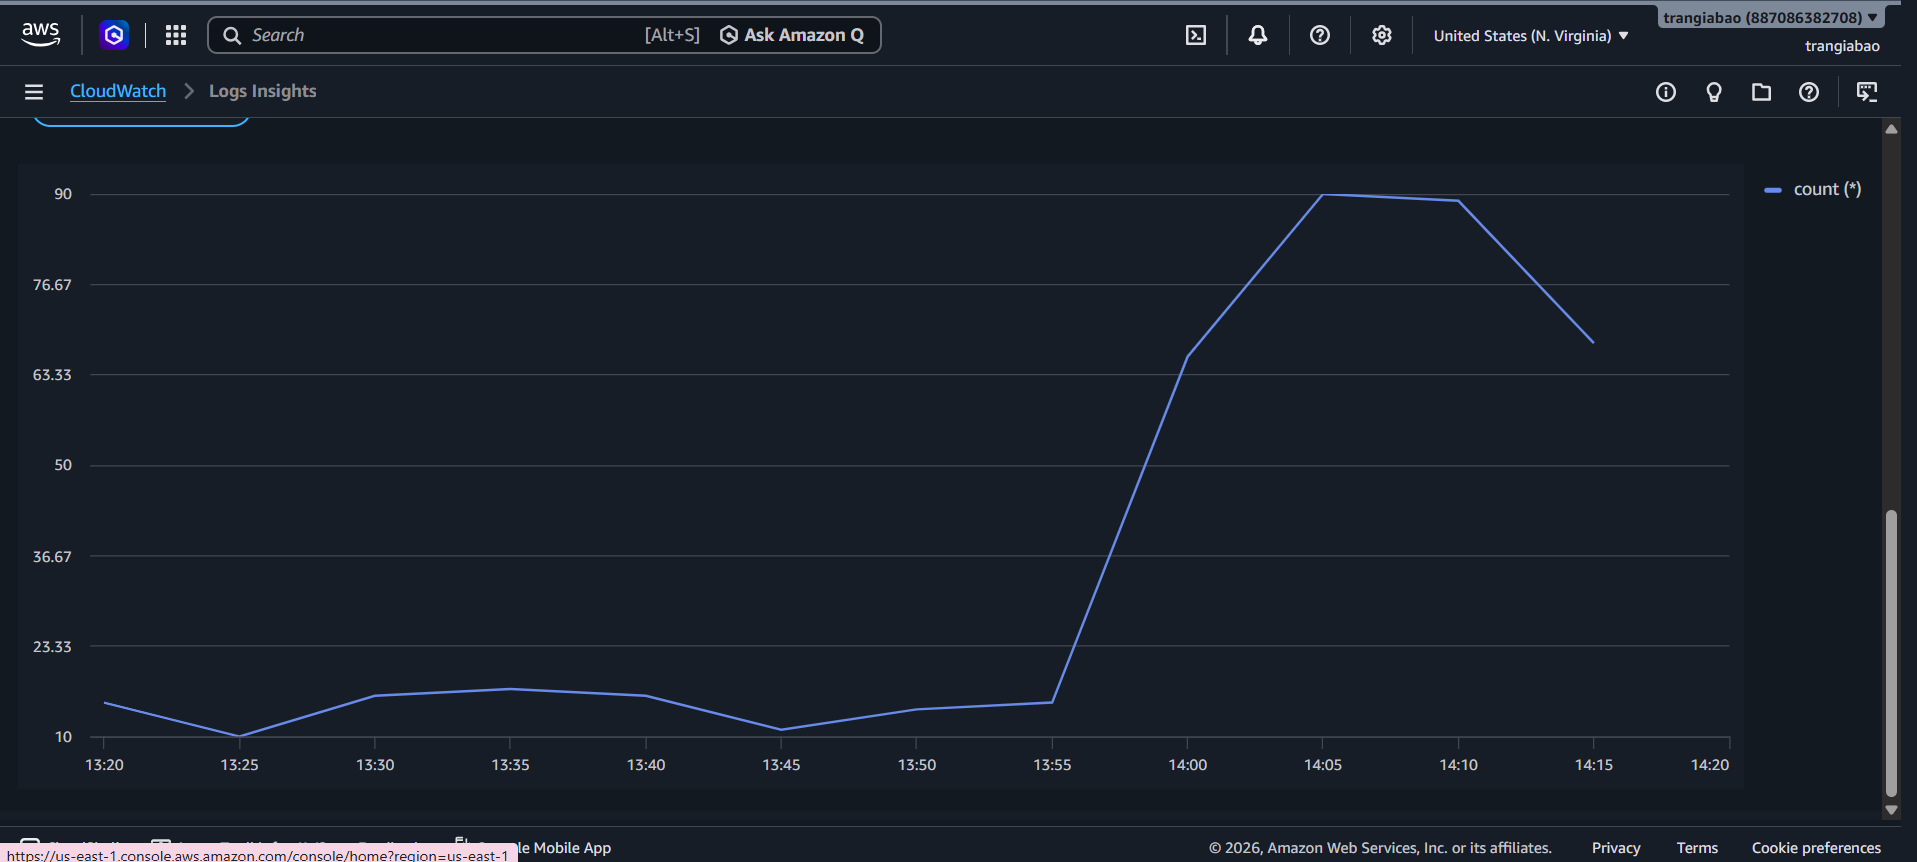 aws
Search [Alt+S] Ask Amazon Q
United States (N. Virginia)
trangiabao (887086382708)
trangiabao
CloudWatch
Logs Insights
count (*)
90
76.67
63.33
50
36.67
23.33
10
13:20 13:25 13:30 13:35 13:40 13:45 13:50 13:55 14:00 14:05 14:10 14:15 14:20
https://us-east-1.console.aws.amazon.com/console/home?region=us-east-1
Mobile App
© 2026, Amazon Web Services, Inc. or its affiliates.
Privacy
Terms
Cookie preferences